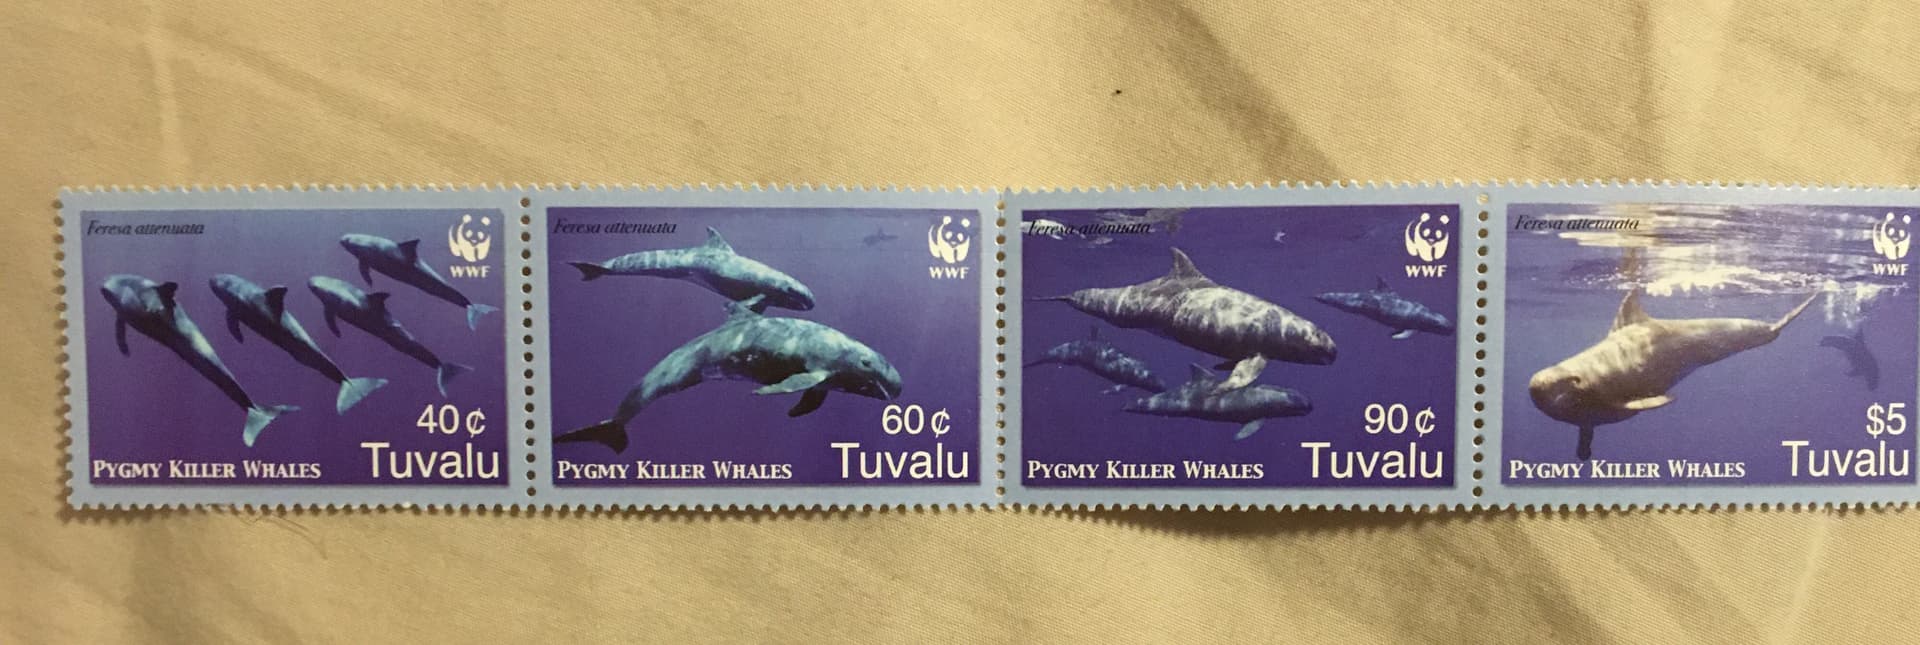 Feresa attenuata
WWF
40¢
PYGMY KILLER WHALES
Tuvalu
Feresa attenuata
WWF
60¢
PYGMY KILLER WHALES
Tuvalu
Feresa attenuata
WWF
90¢
PYGMY KILLER WHALES
Tuvalu
Feresa attenuata
WWF
$5
PYGMY KILLER WHALES
Tuvalu